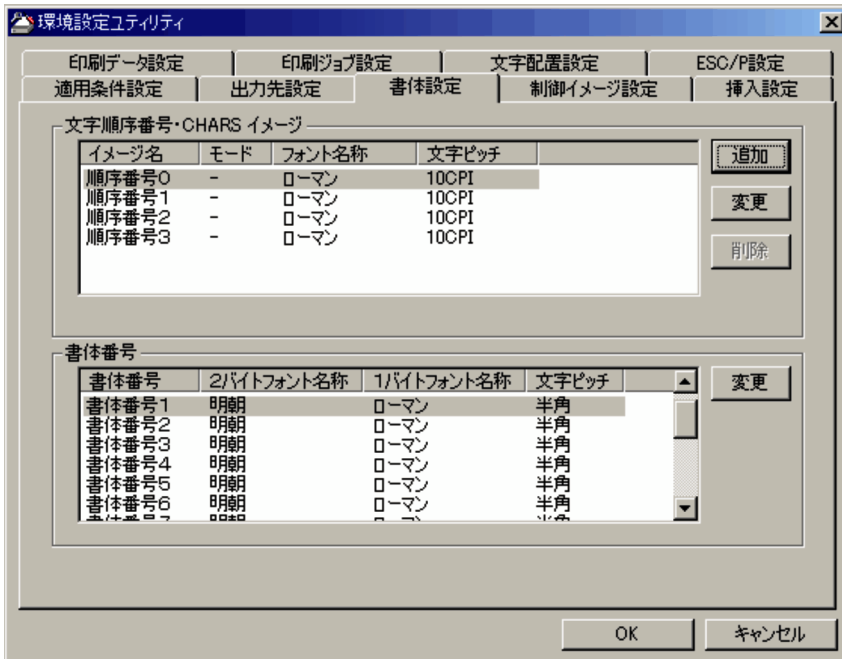 環境設定ユティリティ
印刷データ設定 印刷ジョブ設定 文字配置設定 ESC/P設定
適用条件設定 出力先設定 書体設定 制御イメージ設定 挿入設定
文字順序番号・CHARS イメージ
イメージ名 モード フォント名称 文字ピッチ
順序番号0 - ローマン 10CPI
順序番号1 - ローマン 10CPI
順序番号2 - ローマン 10CPI
順序番号3 - ローマン 10CPI
追加
変更
削除
書体番号
書体番号 2バイトフォント名称 1バイトフォント名称 文字ピッチ
書体番号1 明朝 ローマン 半角
書体番号2 明朝 ローマン 半角
書体番号3 明朝 ローマン 半角
書体番号4 明朝 ローマン 半角
書体番号5 明朝 ローマン 半角
書体番号6 明朝 ローマン 半角
変更
OK キャンセル